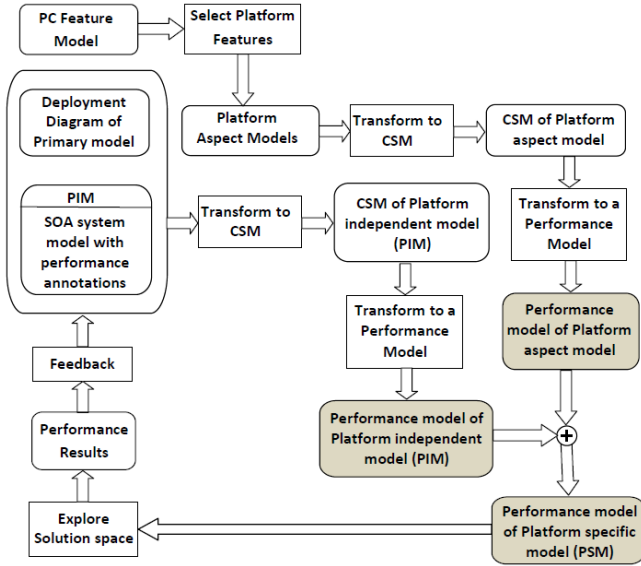 PC Feature
Model
Select Platform
Features
Deployment
Diagram of
Primary model
Platform
Aspect Models
Transform to
CSM
CSM of Platform
aspect model
PIM
SOA system
model with
performance
annotations
Transform to
CSM
CSM of Platform
independent model
(PIM)
Transform to a
Performance
Model
Transform to a
Performance
Model
Performance
model of Platform
aspect model
Feedback
Performance
Results
Performance model of
Platform independent
model (PIM)
+
Explore
Solution space
Performance model
of Platform specific
model (PSM)